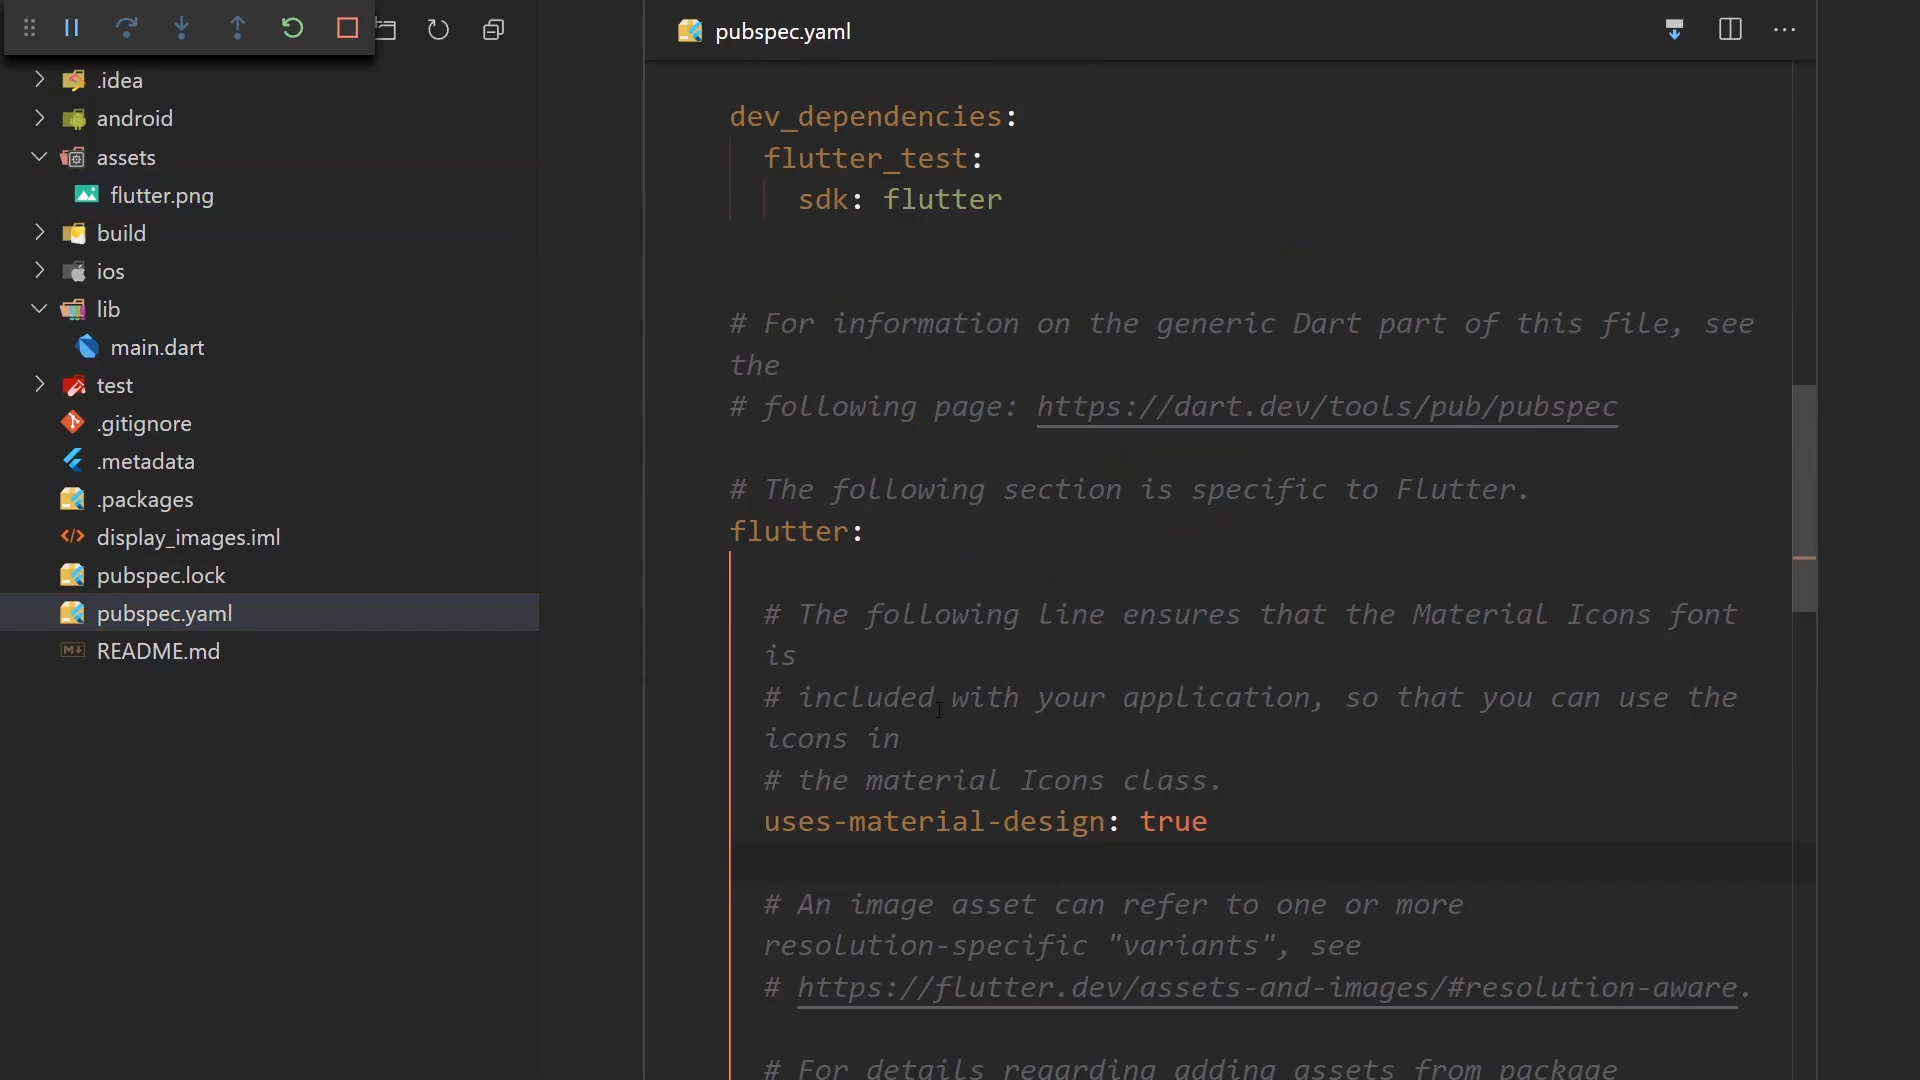 pubspec.yaml
.idea
android
assets
flutter.png
build
ios
lib
main.dart
test
.gitignore
.metadata
.packages
display_images.iml
pubspec.lock
pubspec.yaml
README.md
dev_dependencies:
flutter_test:
sdk: flutter
# For information on the generic Dart part of this file, see
the
# following page: https://dart.dev/tools/pub/pubspec
# The following section is specific to Flutter.
flutter:
# The following line ensures that the Material Icons font
is
# included with your application, so that you can use the
icons in
# the material Icons class.
uses-material-design: true
# An image asset can refer to one or more
resolution-specific "variants", see
# https://flutter.dev/assets-and-images/#resolution-aware.
# For details regarding adding assets from package